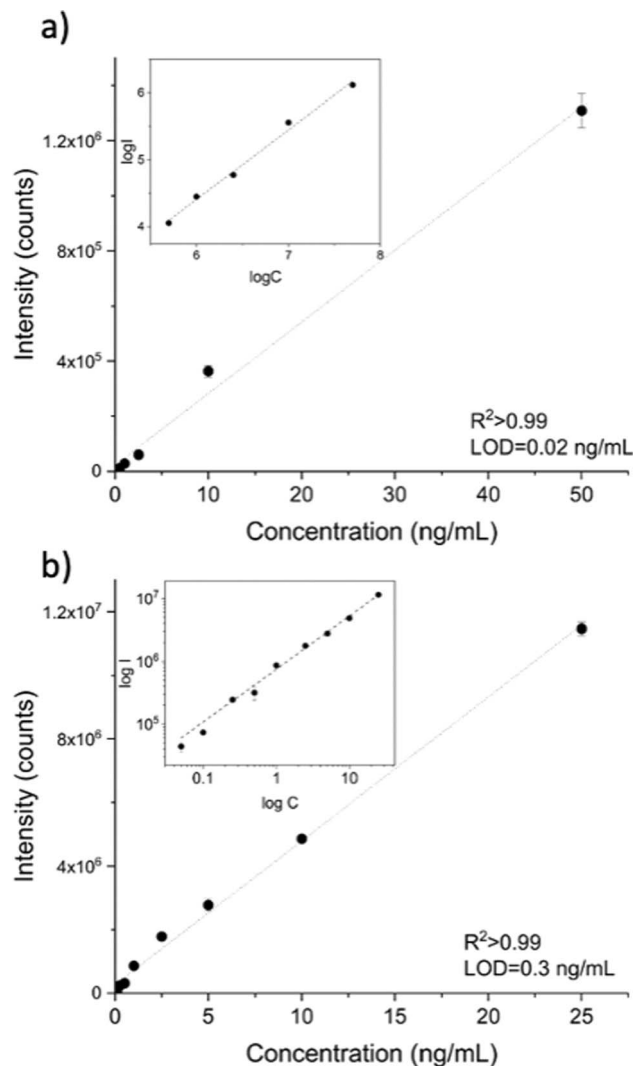 a)
Intensity (counts)
1.2x10⁶
8x10⁵
4x10⁵
0
logI
6
5
4
6 7 8
logC
R²>0.99
LOD=0.02 ng/mL
0 10 20 30 40 50
Concentration (ng/mL)
b)
Intensity (counts)
1.2x10⁷
8x10⁶
4x10⁶
0
log I
10⁷
10⁶
10⁵
0.1 1 10
log C
R²>0.99
LOD=0.3 ng/mL
0 5 10 15 20 25
Concentration (ng/mL)